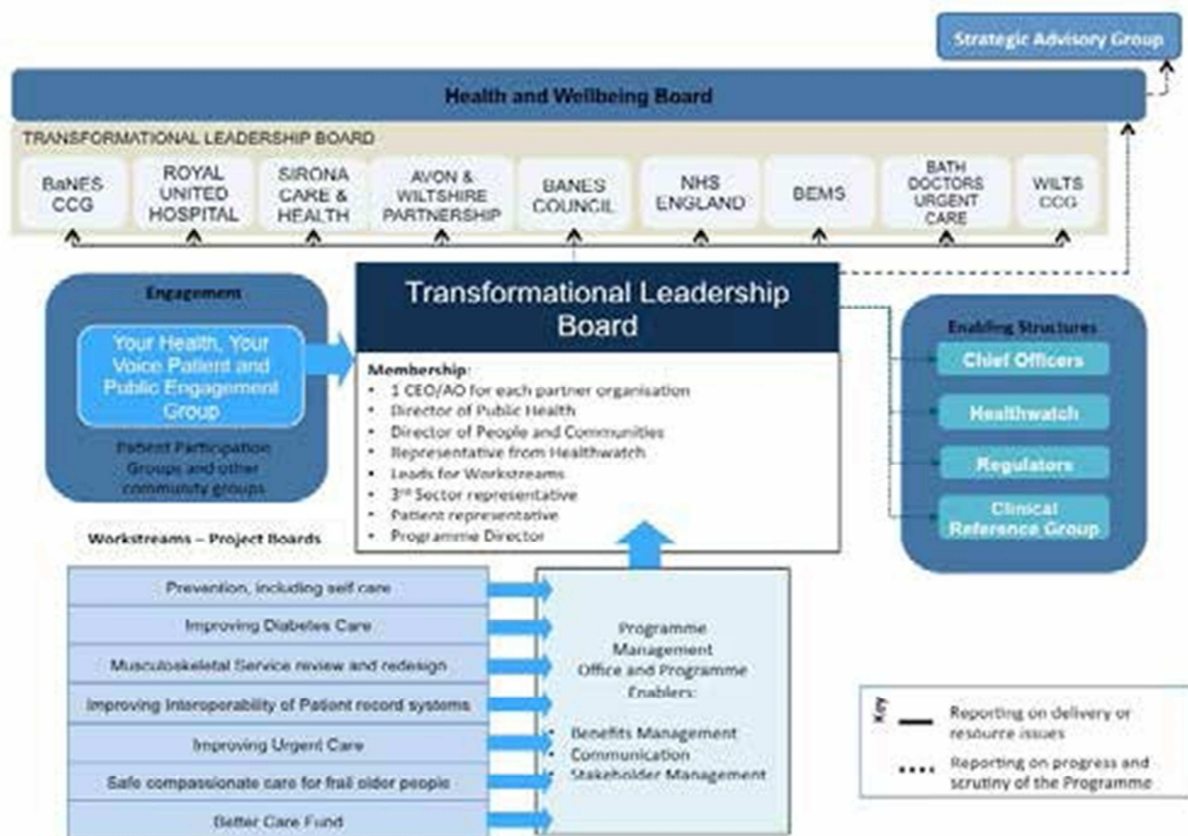 Strategic Advisory Group
Health and Wellbeing Board
TRANSFORMATIONAL LEADERSHIP BOARD
BaNES
CCG
ROYAL
UNITED
HOSPITAL
SIRONA
CARE &
HEALTH
AVON &
WILTSHIRE
PARTNERSHIP
BANES
COUNCIL
NHS
ENGLAND
BEMS
BATH
DOCTORS
URGENT
CARE
WILTS
CCG
Engagement
Your Health, Your
Voice Patient and
Public Engagement
Group
Patient Participation
Groups and other
community groups
Transformational Leadership
Board
Membership:
• 1 CEO/AO for each partner organisation
• Director of Public Health
• Director of People and Communities
• Representative from Healthwatch
• Leads for Workstreams
• 3rd Sector representative
• Patient representative
• Programme Director
Enabling Structures
Chief Officers
Healthwatch
Regulators
Clinical
Reference Group
Workstreams – Project Boards
Prevention, including self care
Improving Diabetes Care
Musculoskeletal Service review and redesign
Improving Interoperability of Patient record systems
Improving Urgent Care
Safe compassionate care for frail older people
Better Care Fund
Programme
Management
Office and Programme
Enablers:
• Benefits Management
• Communication
• Stakeholder Management
Key
Reporting on delivery or
resource issues
Reporting on progress and
scrutiny of the Programme